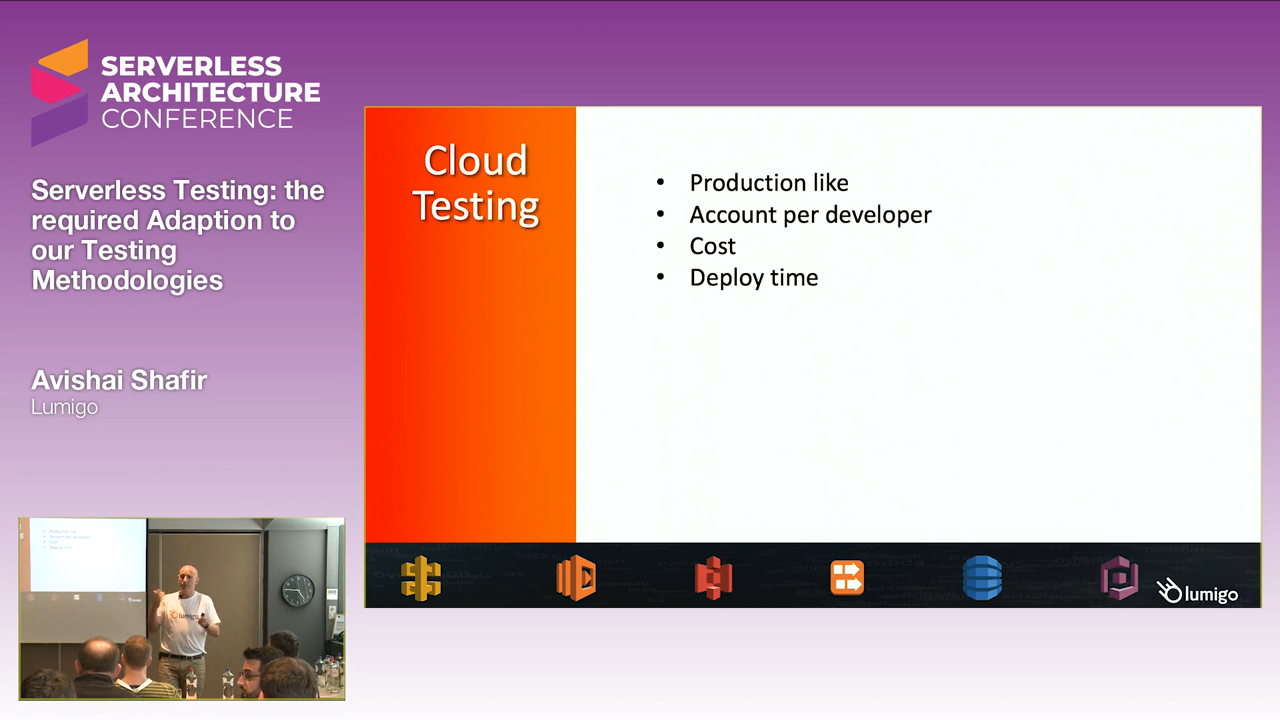 SERVERLESS
ARCHITECTURE
CONFERENCE
Serverless Testing: the
required Adaption to
our Testing
Methodologies
Avishai Shafir
Lumigo
Cloud
Testing
• Production like
• Account per developer
• Cost
• Deploy time
lumigo
lumigo